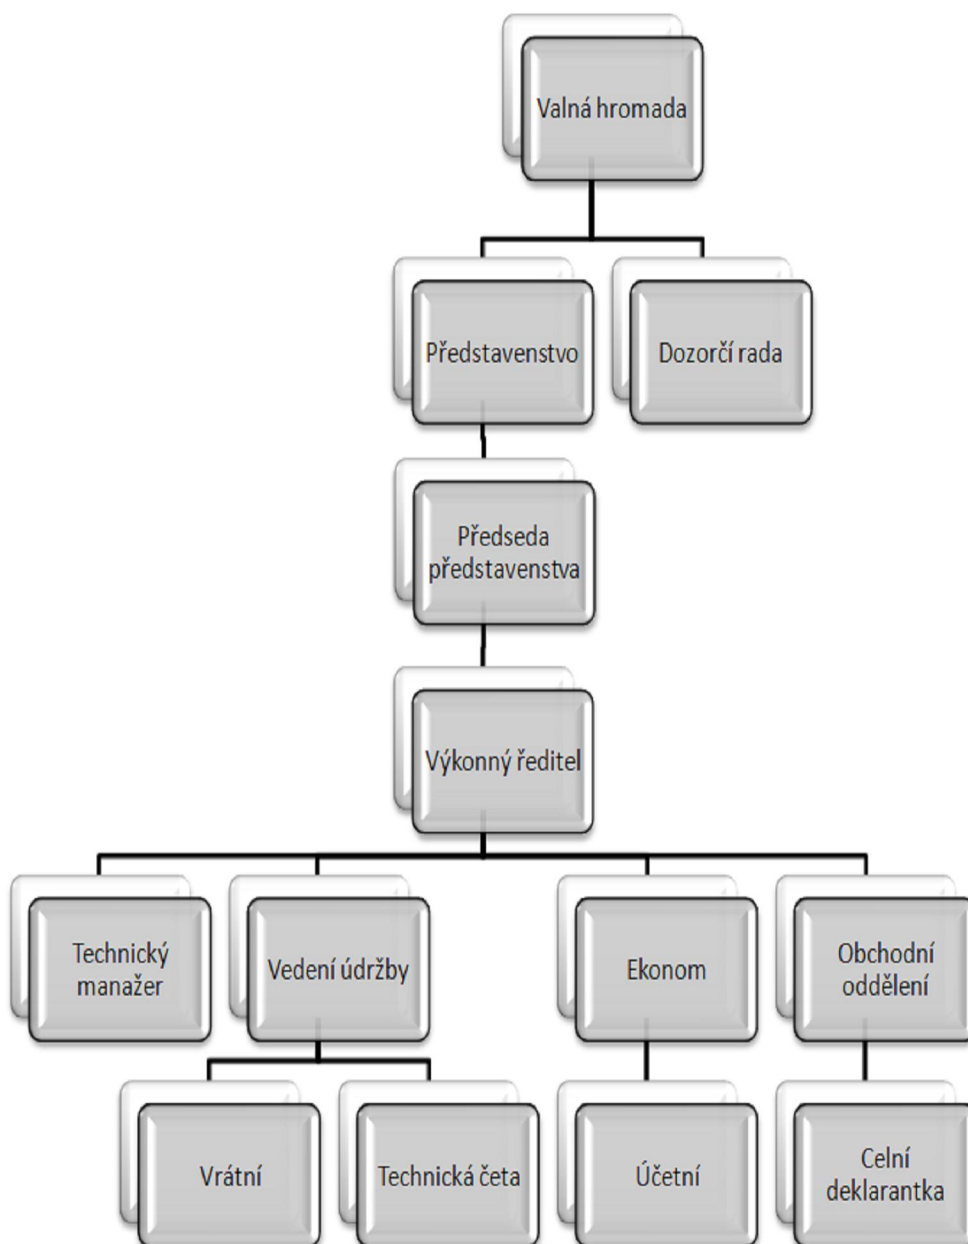 Valná hromada
Představenstvo
Dozorčí rada
Předseda
představenstva
Výkonný ředitel
Technický
manažer
Vedení údržby
Ekonom
Obchodní
oddělení
Vrátní
Technická četa
Účetní
Celní
deklarantka